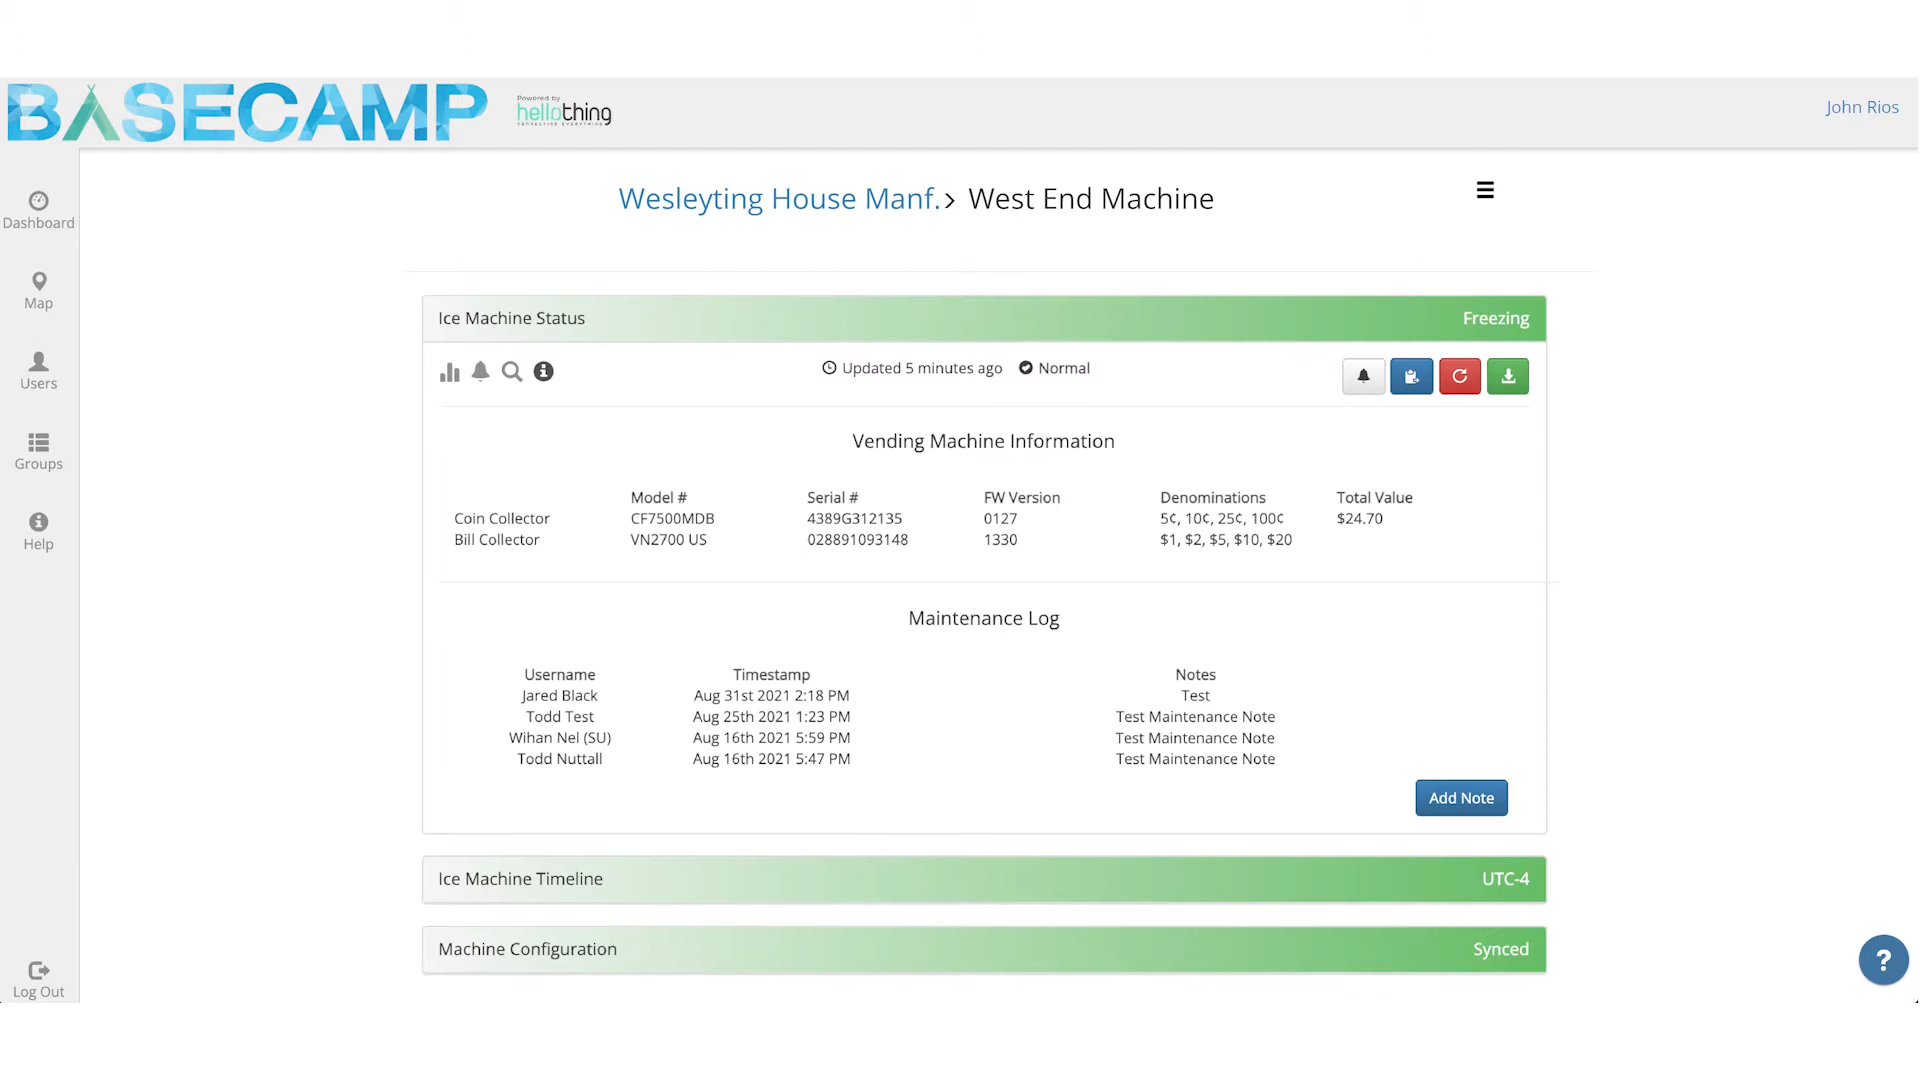 BASECAMP
Powered by
hellothing
CONNECTING EVERYTHING
John Rios
Wesleyting House Manf.> West End Machine
Dashboard
Map
Users
Groups
Help
Log Out
Ice Machine Status Freezing
Updated 5 minutes ago Normal
Vending Machine Information
Model # Serial # FW Version Denominations Total Value
Coin Collector CF7500MDB 4389G312135 0127 5¢, 10¢, 25¢, 100¢ $24.70
Bill Collector VN2700 US 028891093148 1330 $1, $2, $5, $10, $20
Maintenance Log
Username Timestamp Notes
Jared Black Aug 31st 2021 2:18 PM Test
Todd Test Aug 25th 2021 1:23 PM Test Maintenance Note
Wihan Nel (SU) Aug 16th 2021 5:59 PM Test Maintenance Note
Todd Nuttall Aug 16th 2021 5:47 PM Test Maintenance Note
Add Note
Ice Machine Timeline UTC-4
Machine Configuration Synced
?